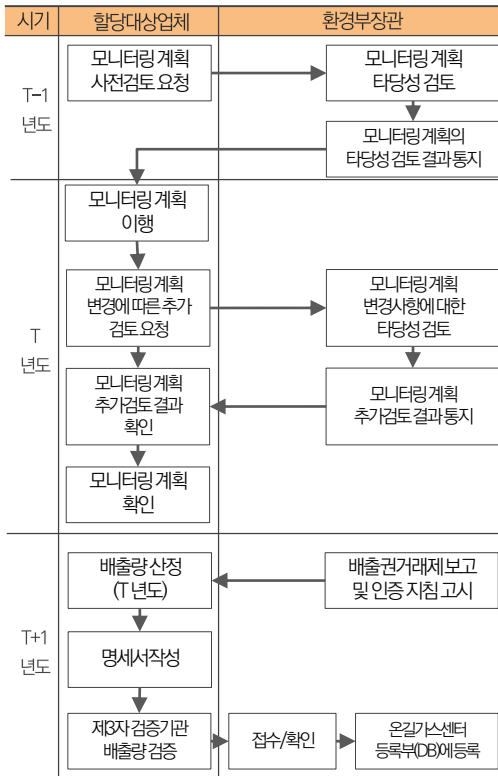 시기
할당대상업체
환경부장관
T-1
년도
모니터링 계획
사전검토 요청
모니터링 계획
타당성 검토
모니터링 계획의
타당성 검토 결과 통지
T
년도
모니터링 계획
이행
모니터링 계획
변경에 따른 추가
검토 요청
모니터링 계획
변경사항에 대한
타당성 검토
모니터링 계획
추가검토 결과
확인
모니터링 계획
추가검토 결과 통지
모니터링 계획
확인
T+1
년도
배출량 산정
(T 년도)
배출권거래제 보고
및 인증 지침 고시
명세서작성
제3자 검증기관
배출량 검증
접수/확인
온길가스센터
등록부(DB)에 등록